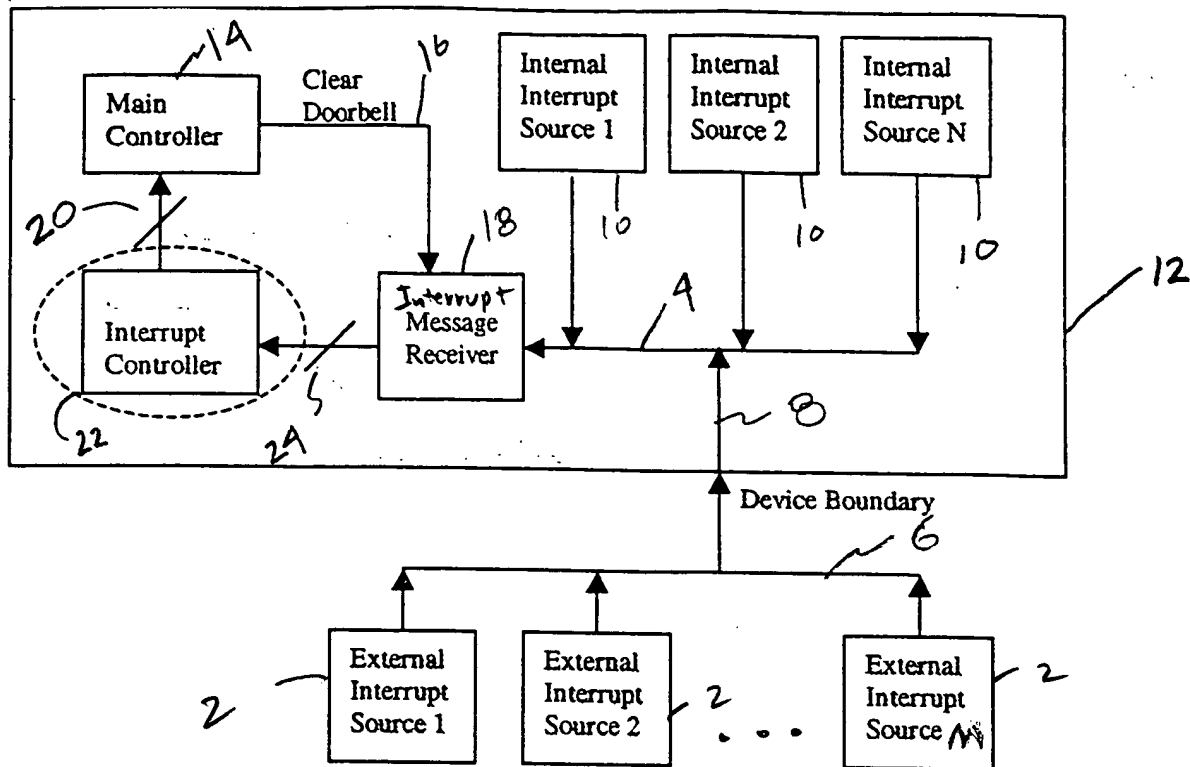 14
Main
Controller
Clear
Doorbell
16
Internal
Interrupt
Source 1
10
Internal
Interrupt
Source 2
10
Internal
Interrupt
Source N
10
12
20
18
Interrupt
Message
Receiver
4
Interrupt
Controller
22
24
8
Device Boundary
6
External
Interrupt
Source 1
2
External
Interrupt
Source 2
2
External
Interrupt
Source M
2